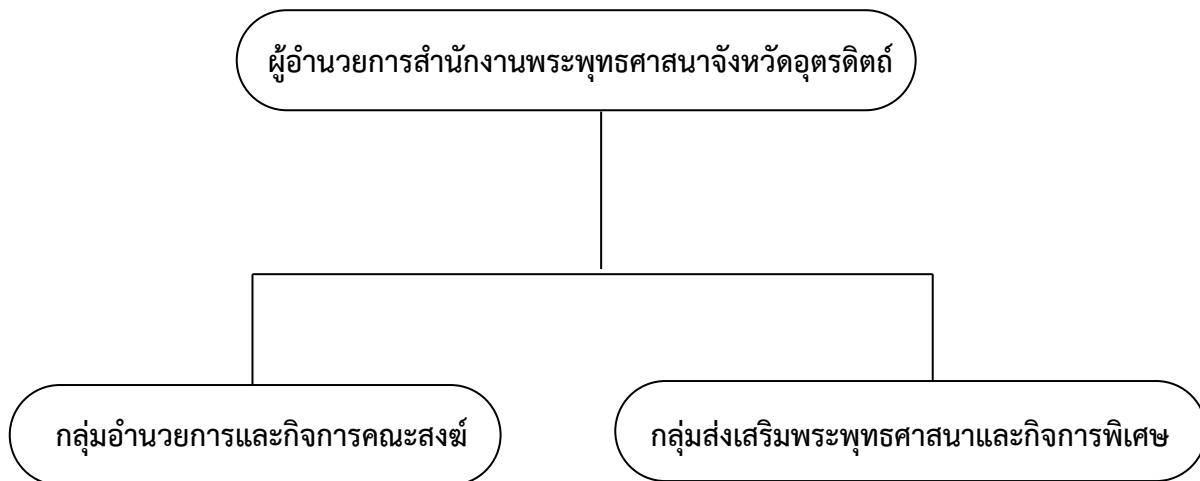 ผู้อำนวยการสำนักงานพระพุทธศาสนาจังหวัดอุตรดิตถ์
กลุ่มอำนวยการและกิจการคณะสงฆ์
กลุ่มส่งเสริมพระพุทธศาสนาและกิจการพิเศษ